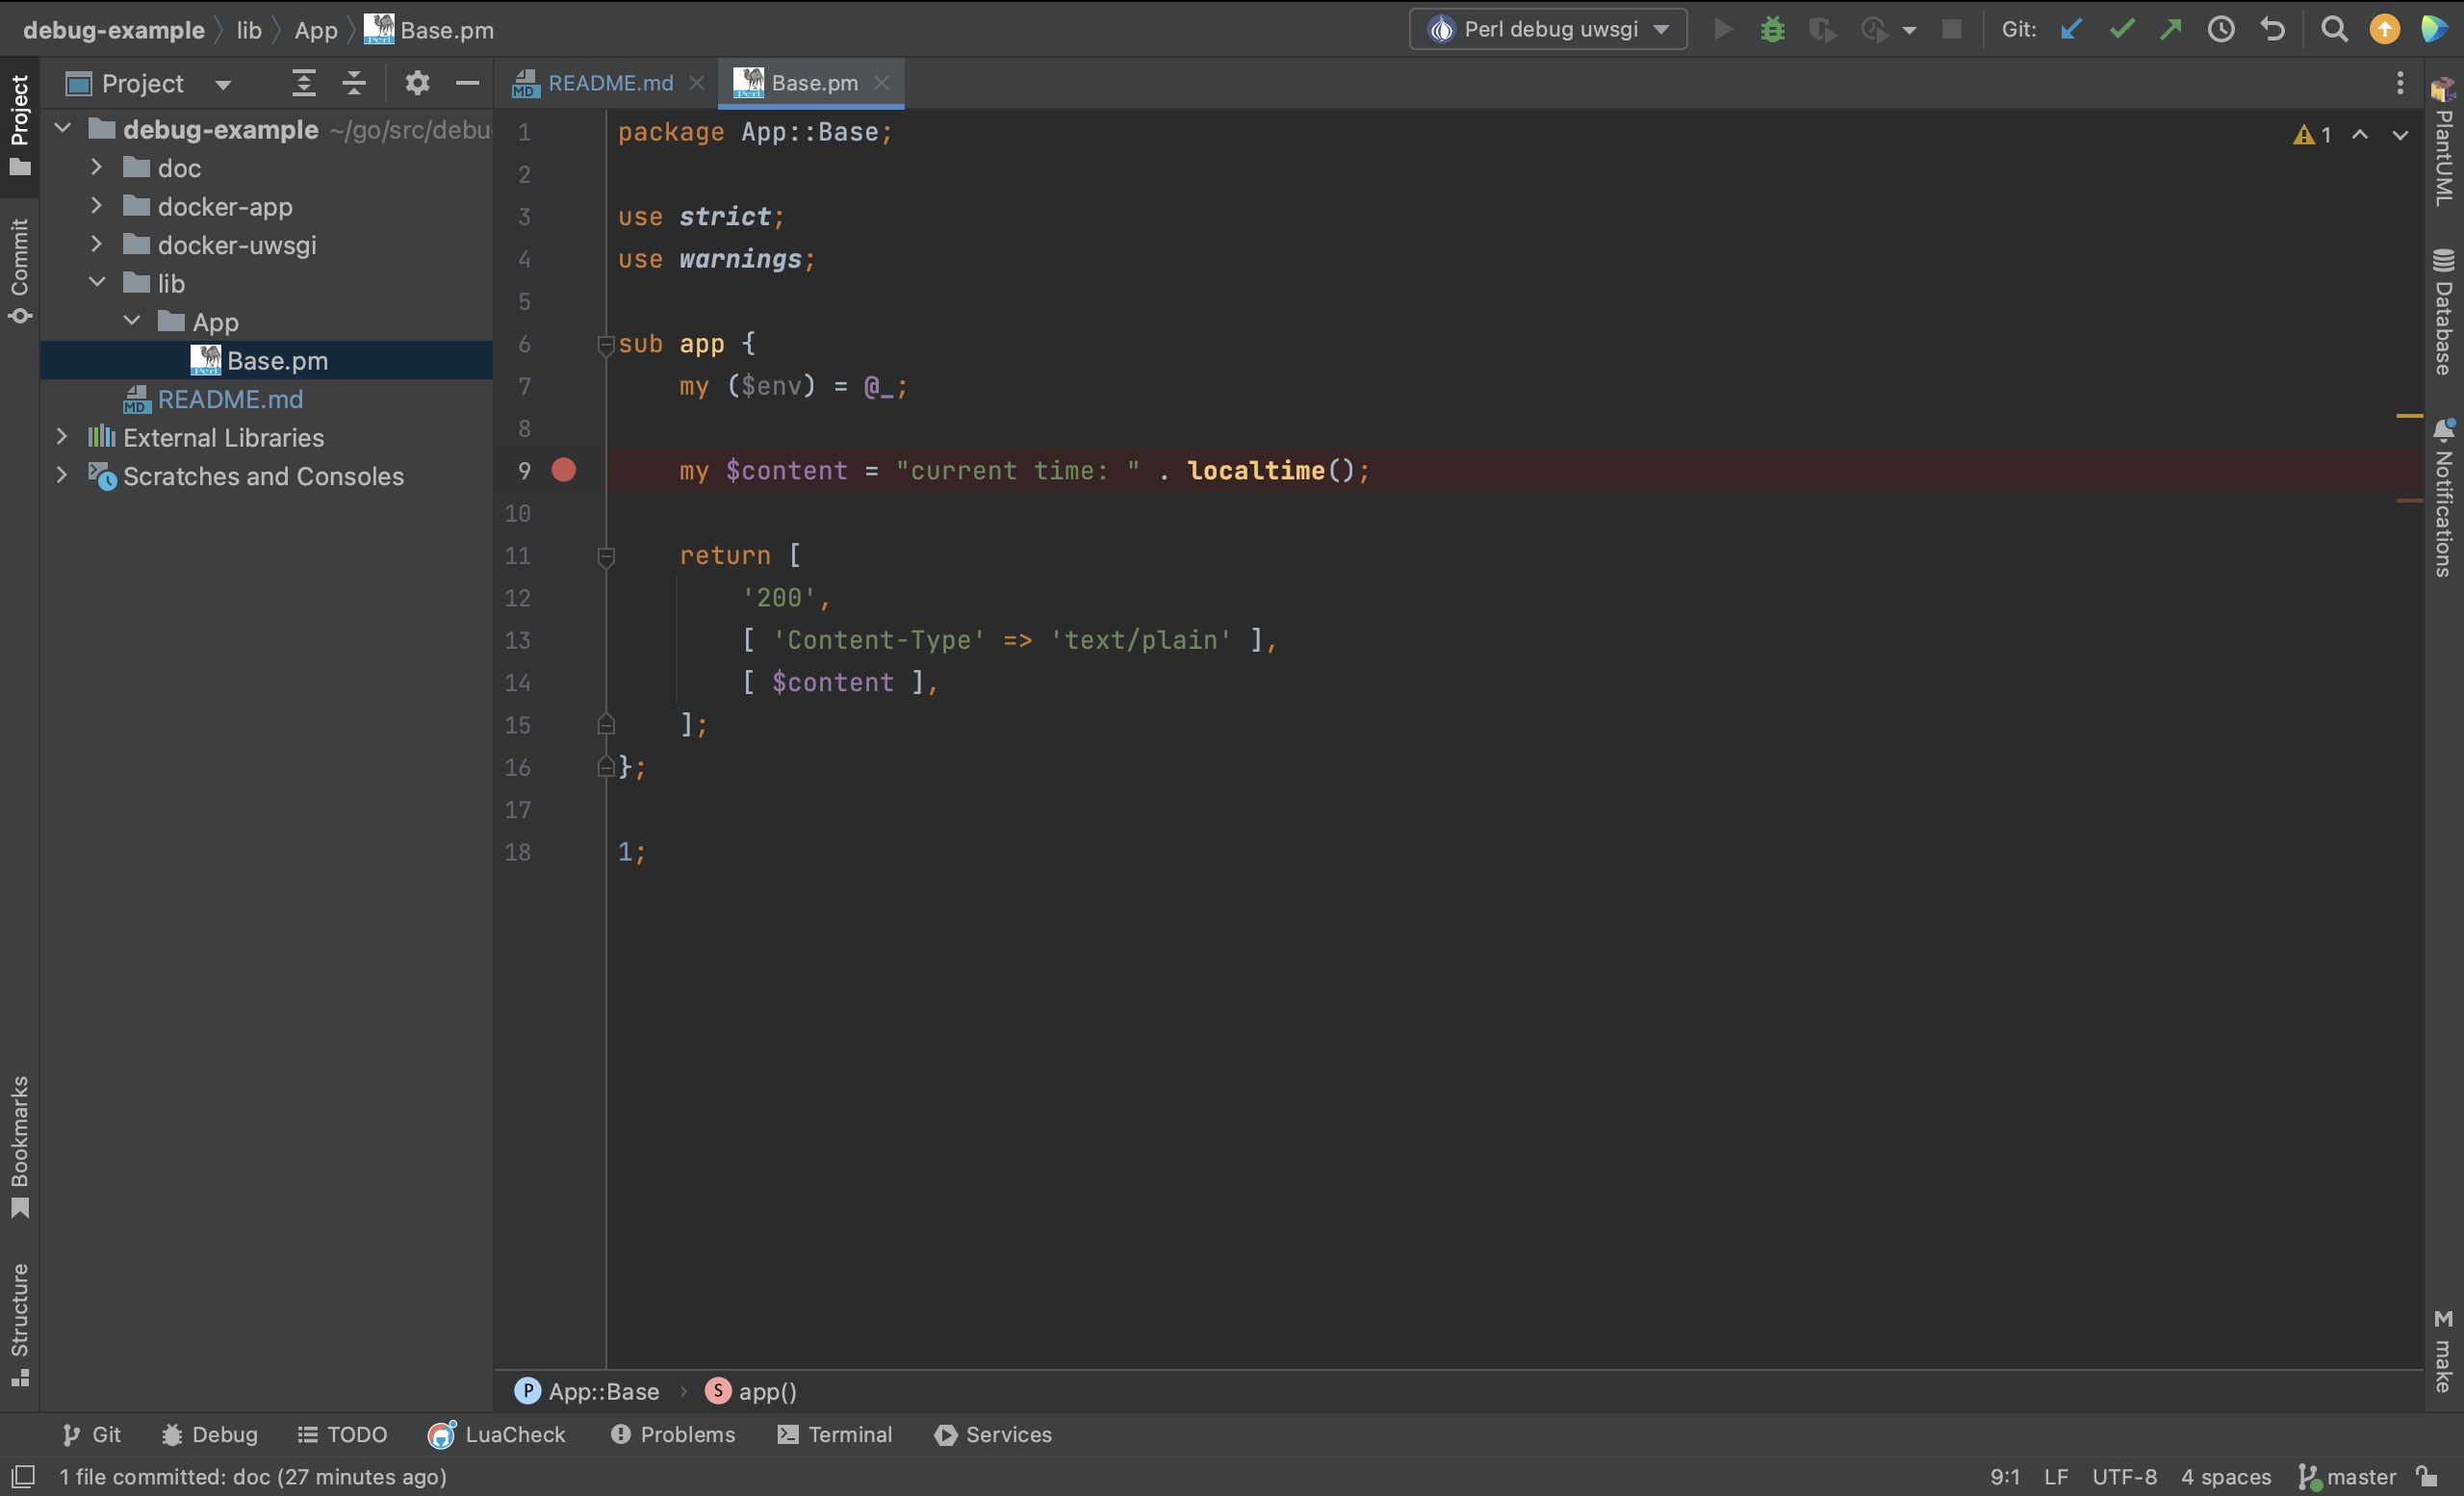 debug-example lib App Base.pm Perl debug uwsgi Git:
Project README.md Base.pm
Project
Commit
Bookmarks
Structure
debug-example ~/go/src/debu
doc
docker-app
docker-uwsgi
lib
App
Base.pm
README.md
External Libraries
Scratches and Consoles
1 package App::Base; 1
2
3 use strict;
4 use warnings;
5
6 sub app {
7 my ($env) = @_;
8
9 my $content = "current time: " . localtime();
10
11 return [
12 '200',
13 [ 'Content-Type' => 'text/plain' ],
14 [ $content ],
15 ];
16 };
17
18 1;
PlantUML
Database
Notifications
M make
P App::Base S app()
Git Debug TODO LuaCheck Problems Terminal Services
1 file committed: doc (27 minutes ago) 9:1 LF UTF-8 4 spaces master